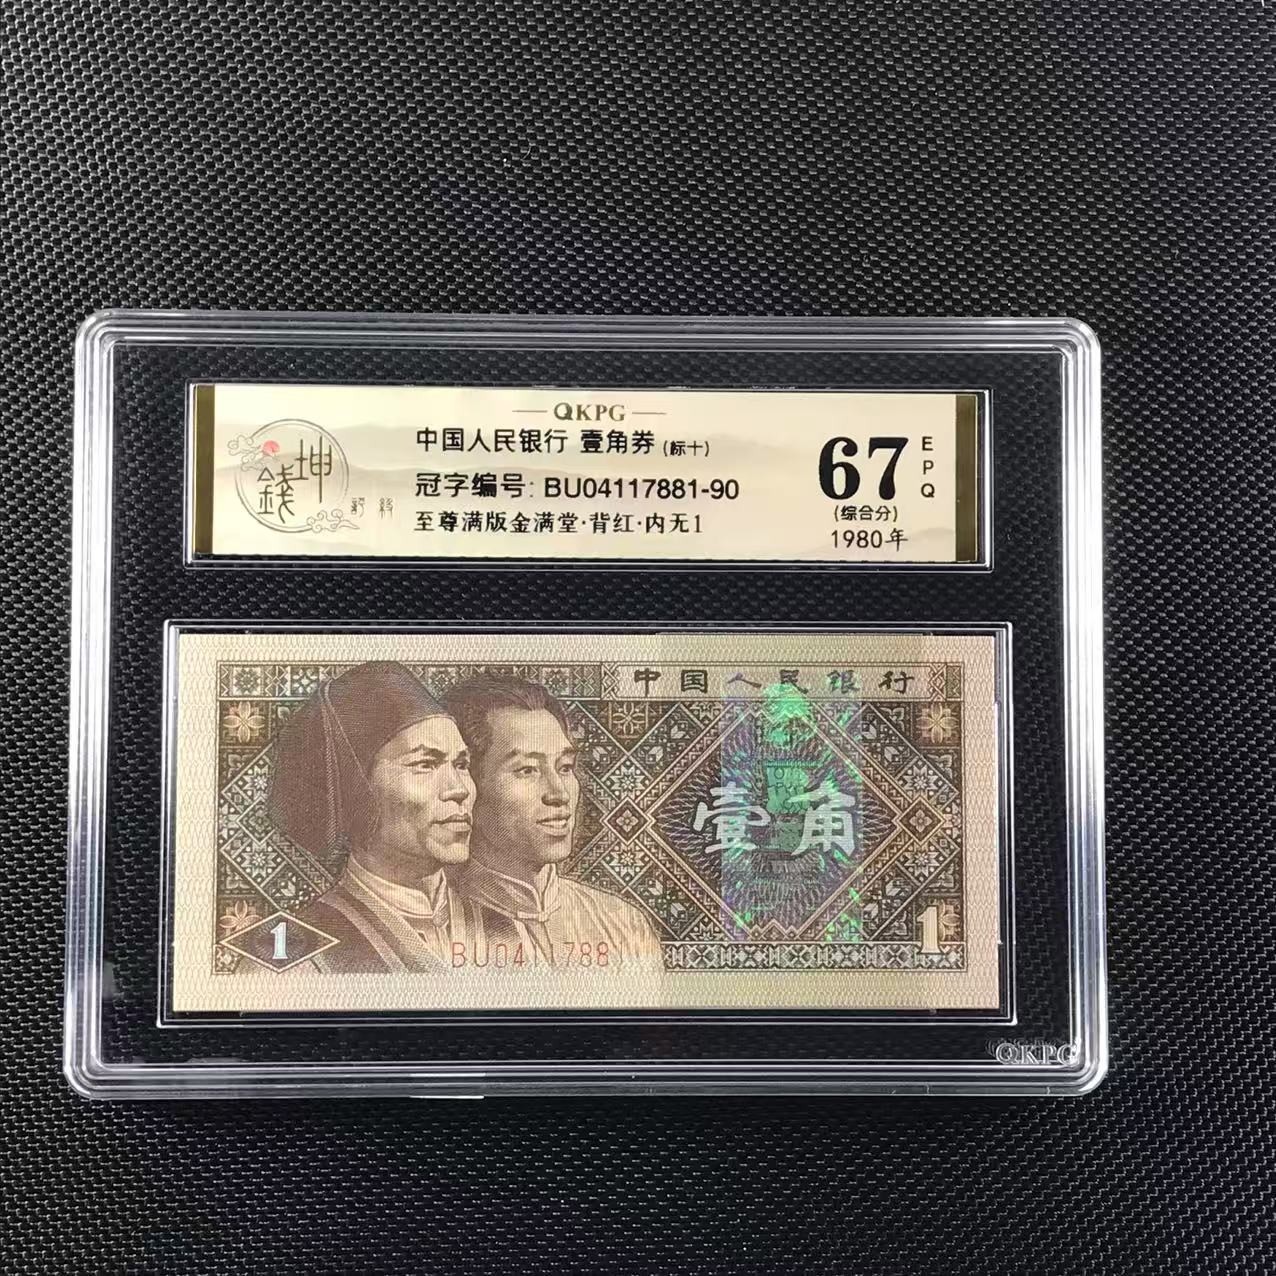 QKPG
中国人民银行 壹角券 (标十)
冠字编号: BU04117881-90
至尊满版金满堂·背红·内无1
67
EPQ
(综合分)
1980年
坤
錢
中国人民银行
壹角
1
BU04117881
1
QKPG